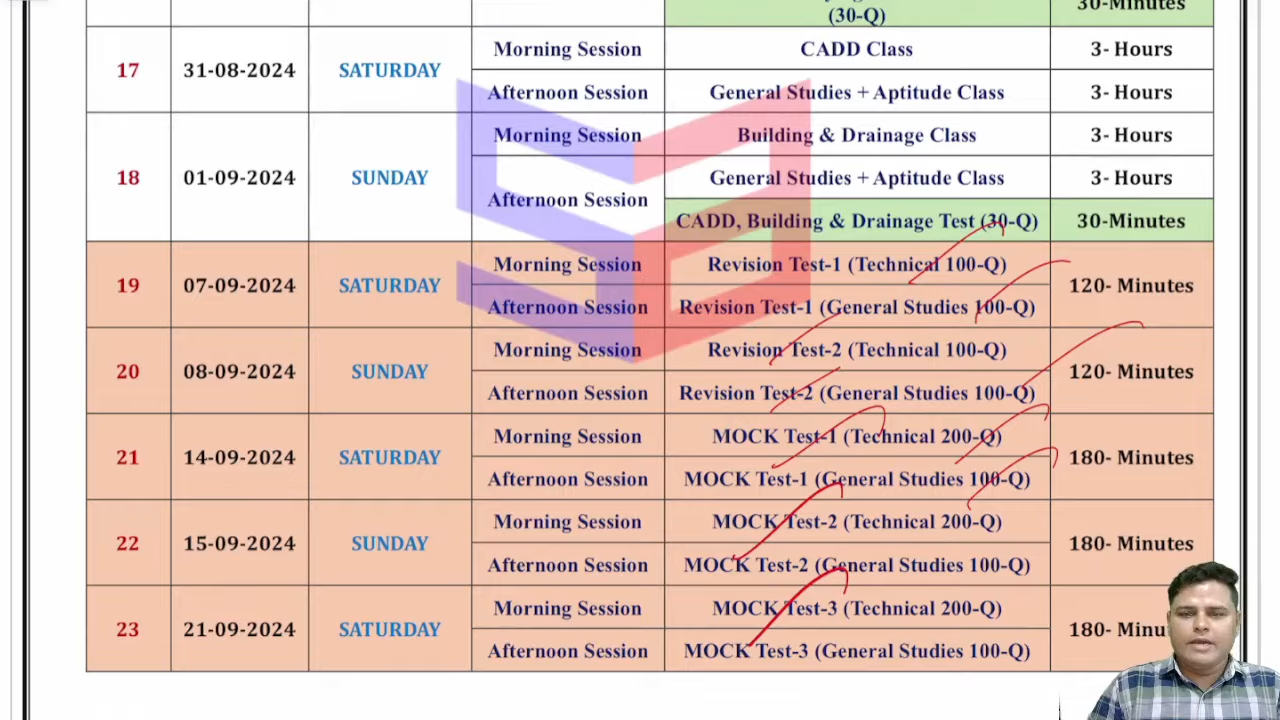 30-Minutes
(30-Q)
17 31-08-2024 SATURDAY Morning Session CADD Class 3- Hours
Afternoon Session General Studies + Aptitude Class 3- Hours
18 01-09-2024 SUNDAY Morning Session Building & Drainage Class 3- Hours
Afternoon Session General Studies + Aptitude Class 3- Hours
CADD, Building & Drainage Test (30-Q) 30-Minutes
19 07-09-2024 SATURDAY Morning Session Revision Test-1 (Technical 100-Q) 120- Minutes
Afternoon Session Revision Test-1 (General Studies 100-Q)
20 08-09-2024 SUNDAY Morning Session Revision Test-2 (Technical 100-Q) 120- Minutes
Afternoon Session Revision Test-2 (General Studies 100-Q)
21 14-09-2024 SATURDAY Morning Session MOCK Test-1 (Technical 200-Q) 180- Minutes
Afternoon Session MOCK Test-1 (General Studies 100-Q)
22 15-09-2024 SUNDAY Morning Session MOCK Test-2 (Technical 200-Q) 180- Minutes
Afternoon Session MOCK Test-2 (General Studies 100-Q)
23 21-09-2024 SATURDAY Morning Session MOCK Test-3 (Technical 200-Q) 180- Minu
Afternoon Session MOCK Test-3 (General Studies 100-Q)